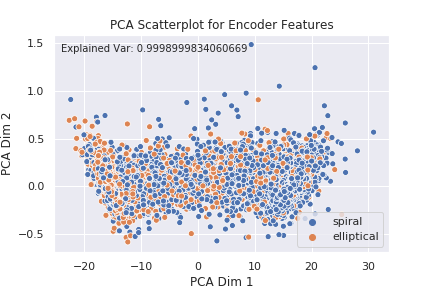 PCA Scatterplot for Encoder Features
Explained Var: 0.9998999834060669
1.5
1.0
0.5
0.0
−0.5
PCA Dim 2
−20
−10
0
10
20
30
PCA Dim 1
spiral
elliptical